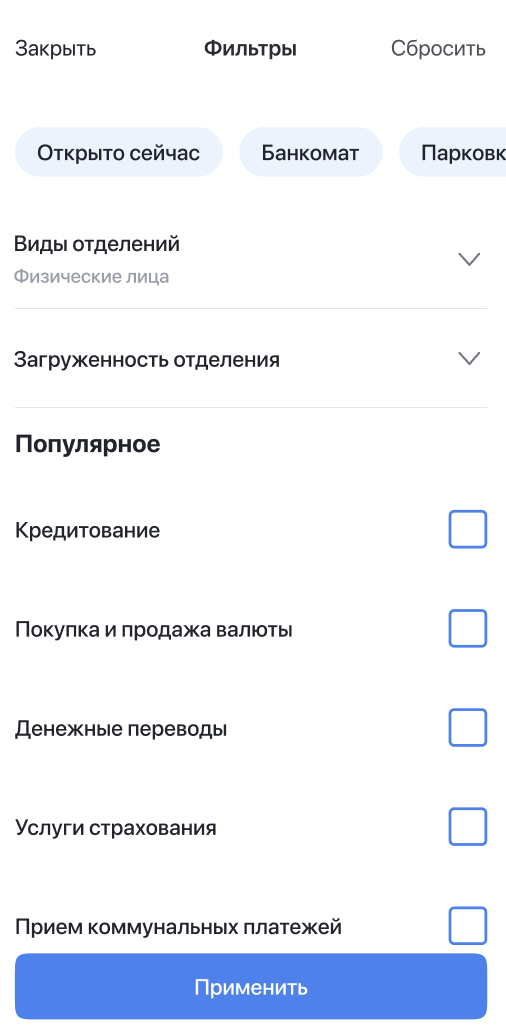 Закрыть Фильтры Сбросить
Открыто сейчас Банкомат Парковк
Виды отделений
Физические лица
Загруженность отделения
Популярное
Кредитование
Покупка и продажа валюты
Денежные переводы
Услуги страхования
Прием коммунальных платежей
Применить